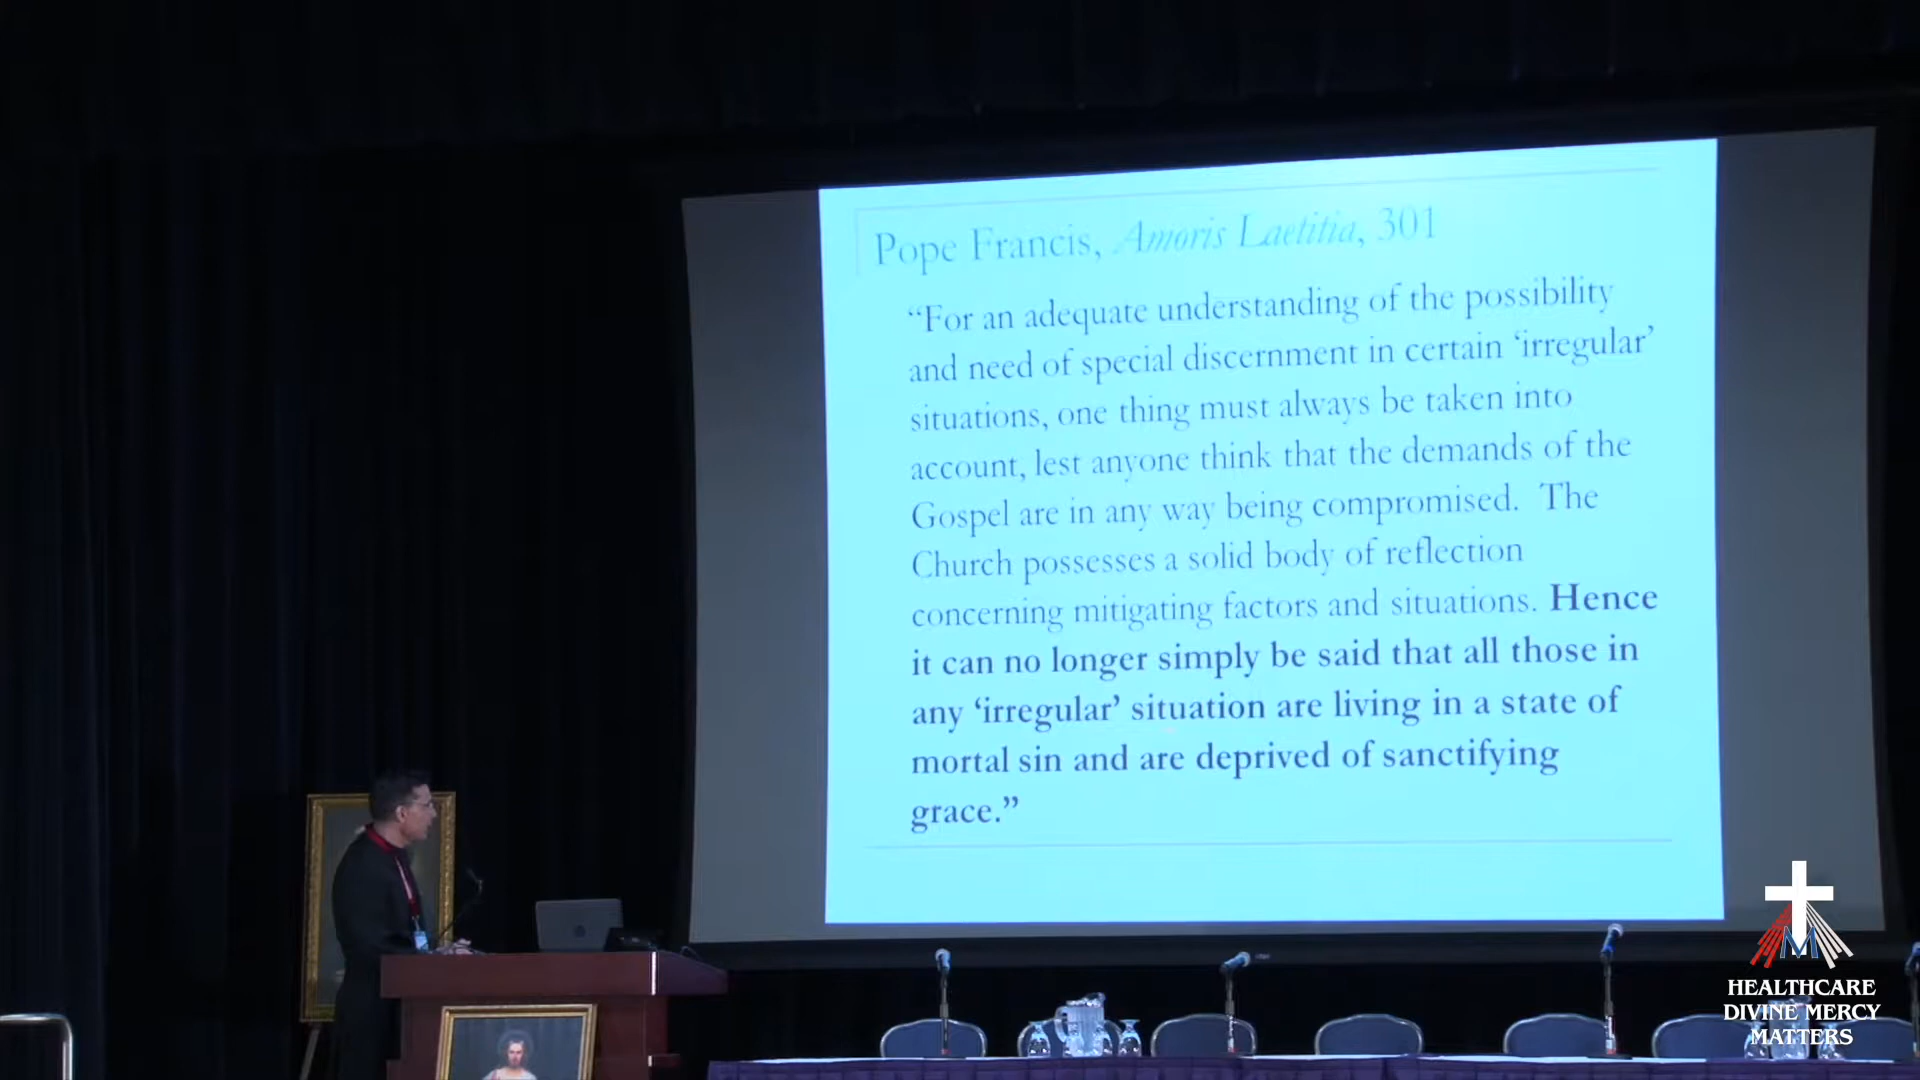 Pope Francis, Amoris Laetitia, 301
“For an adequate understanding of the possibility
and need of special discernment in certain ‘irregular’
situations, one thing must always be taken into
account, lest anyone think that the demands of the
Gospel are in any way being compromised.  The
Church possesses a solid body of reflection
concerning mitigating factors and situations. Hence
it can no longer simply be said that all those in
any ‘irregular’ situation are living in a state of
mortal sin and are deprived of sanctifying
grace.”
M
HEALTHCARE
DIVINE MERCY
MATTERS